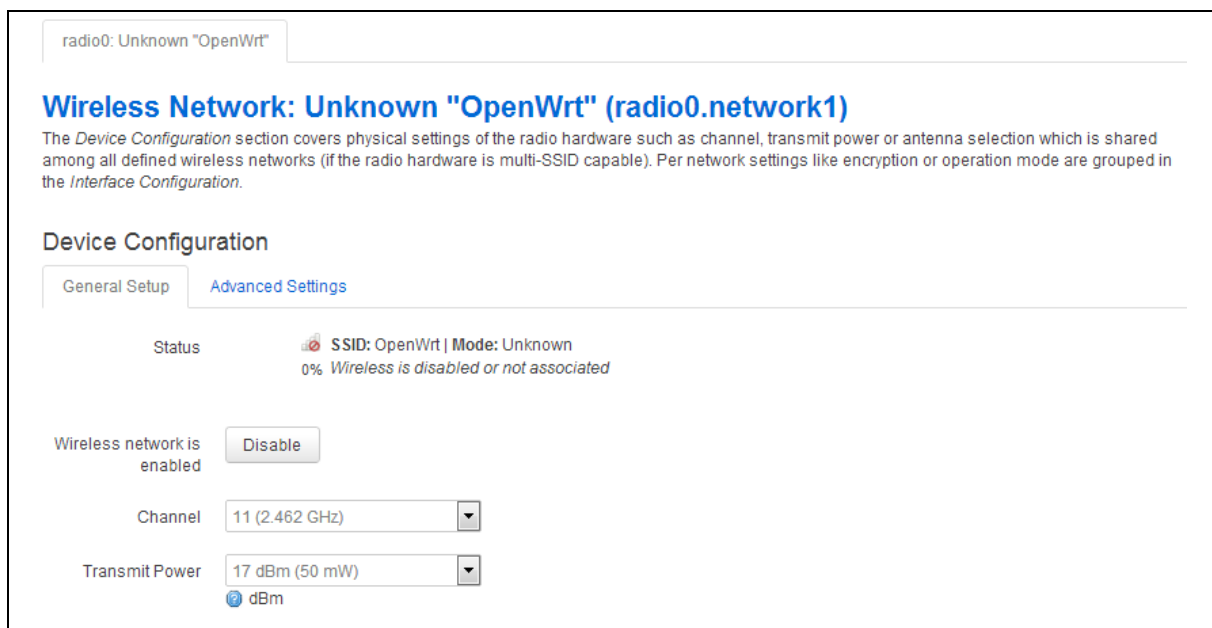 radio0: Unknown "OpenWrt"
Wireless Network: Unknown "OpenWrt" (radio0.network1)
The Device Configuration section covers physical settings of the radio hardware such as channel, transmit power or antenna selection which is shared
among all defined wireless networks (if the radio hardware is multi-SSID capable). Per network settings like encryption or operation mode are grouped in
the Interface Configuration.
Device Configuration
General Setup Advanced Settings
Status SSID: OpenWrt | Mode: Unknown
0% Wireless is disabled or not associated
Wireless network is
enabled Disable
Channel 11 (2.462 GHz)
Transmit Power 17 dBm (50 mW)
dBm